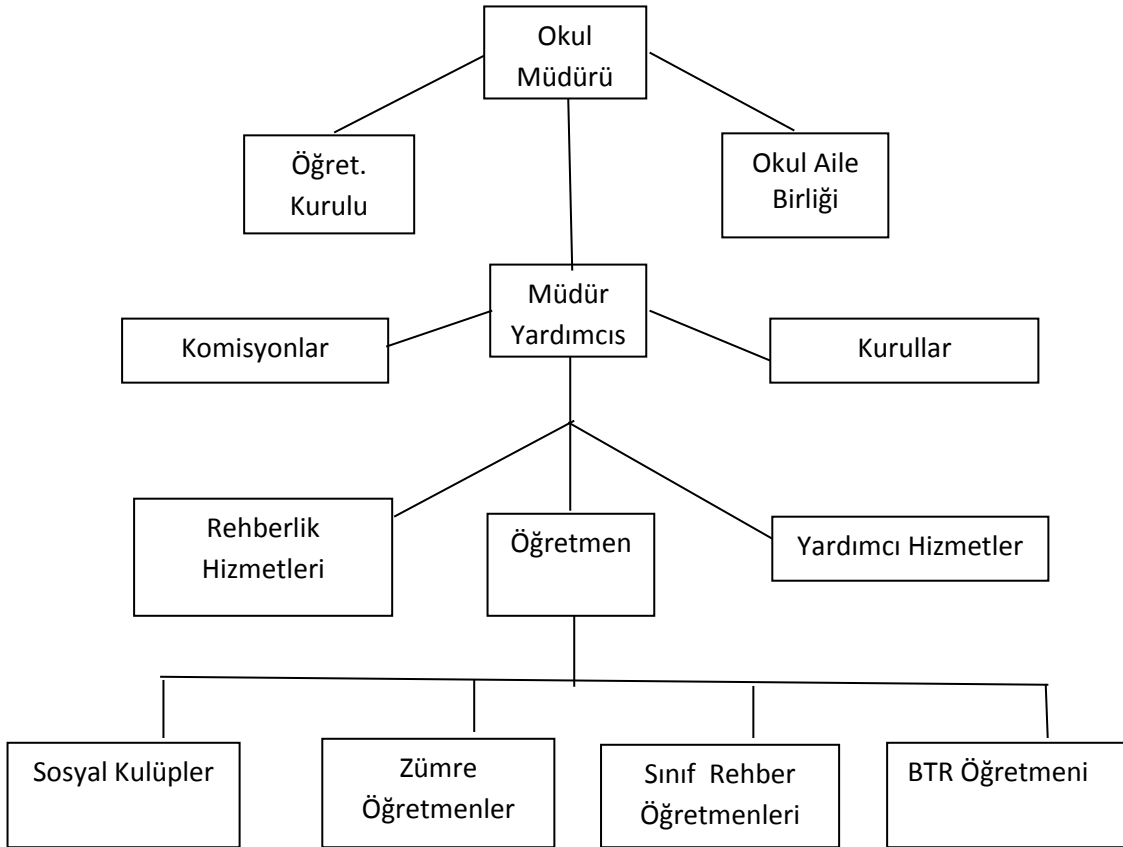 Okul
Müdürü
Öğret.
Kurulu
Okul Aile
Birliği
Müdür
Yardımcıs
Komisyonlar
Kurullar
Rehberlik
Hizmetleri
Öğretmen
Yardımcı Hizmetler
Sosyal Kulüpler
Zümre
Öğretmenler
Sınıf Rehber
Öğretmenleri
BTR Öğretmeni